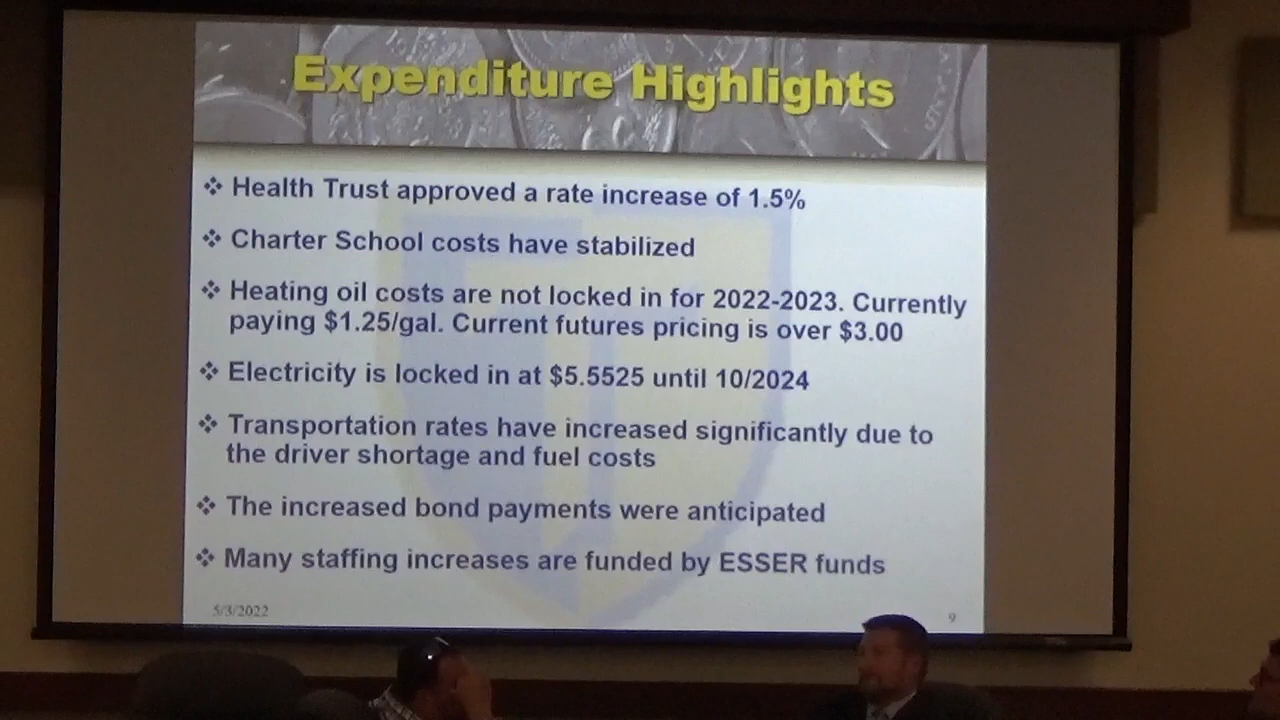 Expenditure Highlights
❖ Health Trust approved a rate increase of 1.5%
❖ Charter School costs have stabilized
❖ Heating oil costs are not locked in for 2022-2023. Currently
paying $1.25/gal. Current futures pricing is over $3.00
❖ Electricity is locked in at $5.5525 until 10/2024
❖ Transportation rates have increased significantly due to
the driver shortage and fuel costs
❖ The increased bond payments were anticipated
❖ Many staffing increases are funded by ESSER funds
5/3/2022
9